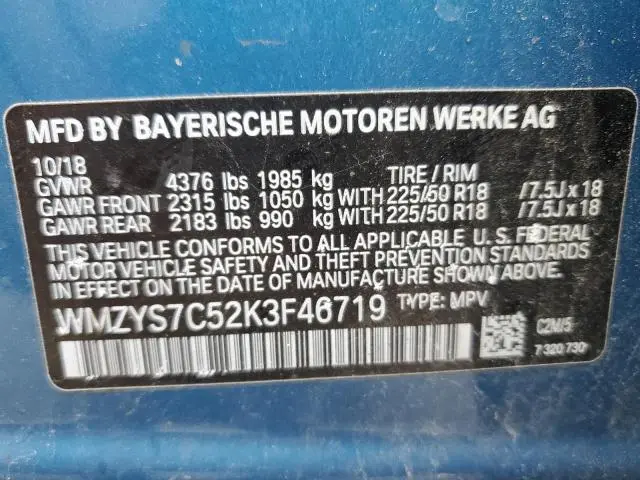 MFD BY BAYERISCHE MOTOREN WERKE AG
10/18
GVWR 4376 lbs 1985 kg TIRE / RIM
GAWR FRONT 2315 lbs 1050 kg WITH 225/50 R18 /7.5J x 18
GAWR REAR 2183 lbs 990 kg WITH 225/50 R18 /7.5J x 18
THIS VEHICLE CONFORMS TO ALL APPLICABLE U. S. FEDERAL
MOTOR VEHICLE SAFETY AND THEFT PREVENTION STANDARDS
IN EFFECT ON THE DATE OF MANUFACTURE SHOWN ABOVE.
WMZYS7C52K3F46719 TYPE: MPV
C2M/5
7 320 730